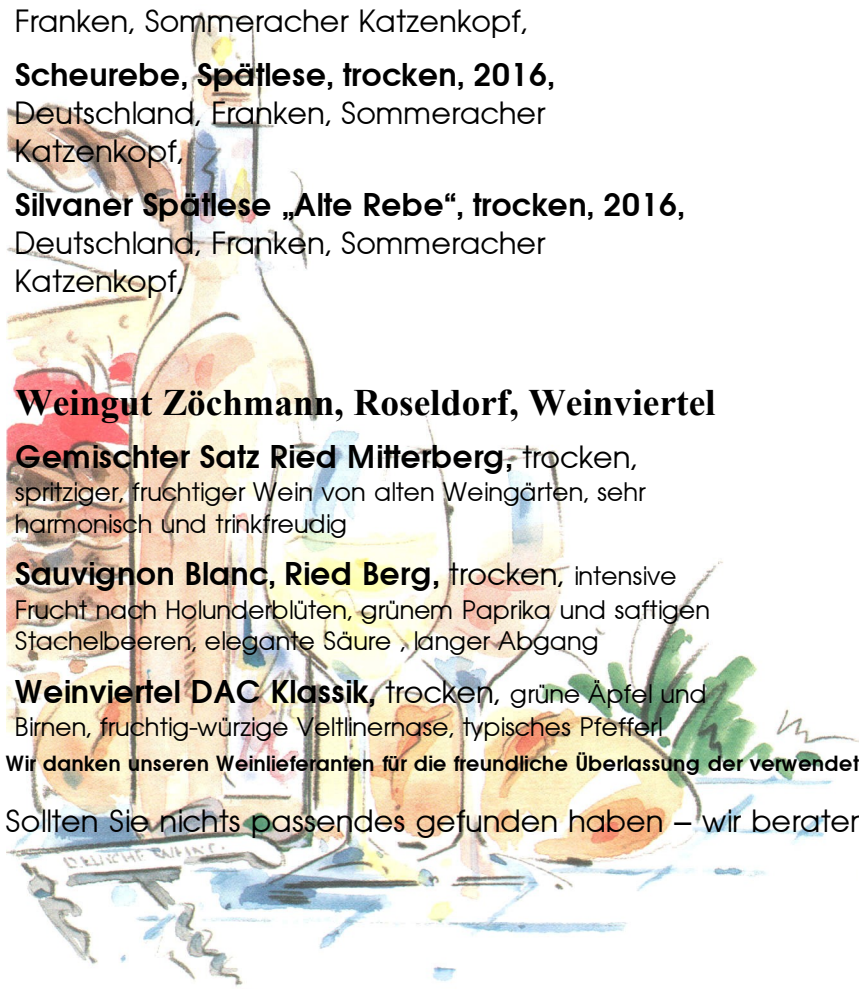 Franken, Sommeracher Katzenkopf,
Scheurebe, Spätlese, trocken, 2016,
Deutschland, Franken, Sommeracher
Katzenkopf,
Silvaner Spätlese „Alte Rebe“, trocken, 2016,
Deutschland, Franken, Sommeracher
Katzenkopf,
Weingut Zöchmann, Roseldorf, Weinviertel
Gemischter Satz Ried Mitterberg, trocken,
spritziger, fruchtiger Wein von alten Weingärten, sehr
harmonisch und trinkfreudig
Sauvignon Blanc, Ried Berg, trocken, intensive
Frucht nach Holunderblüten, grünem Paprika und saftigen
Stachelbeeren, elegante Säure , langer Abgang
Weinviertel DAC Klassik, trocken, grüne Äpfel und
Birnen, fruchtig-würzige Veltlinernase, typisches Pfefferl
Wir danken unseren Weinlieferanten für die freundliche Überlassung der verwendet
Sollten Sie nichts passendes gefunden haben – wir berater